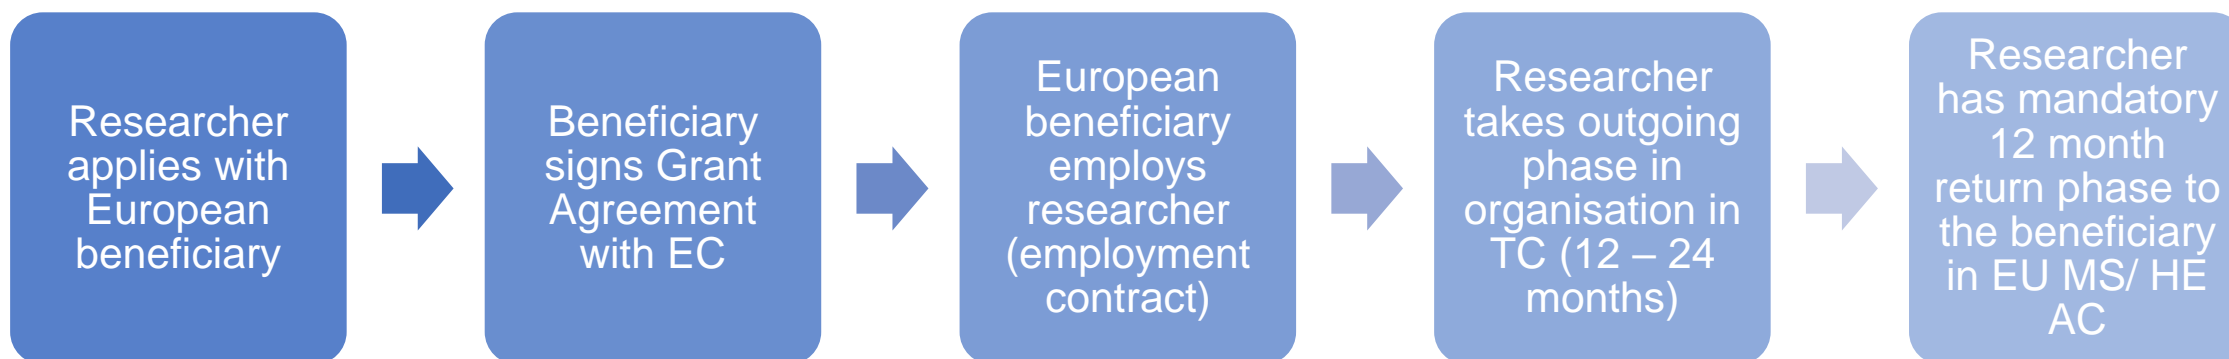 Researcher
applies with
European
beneficiary
Beneficiary
signs Grant
Agreement
with EC
European
beneficiary
employs
researcher
(employment
contract)
Researcher
takes outgoing
phase in
organisation in
TC (12 – 24
months)
Researcher
has mandatory
12 month
return phase to
the beneficiary
in EU MS/ HE
AC